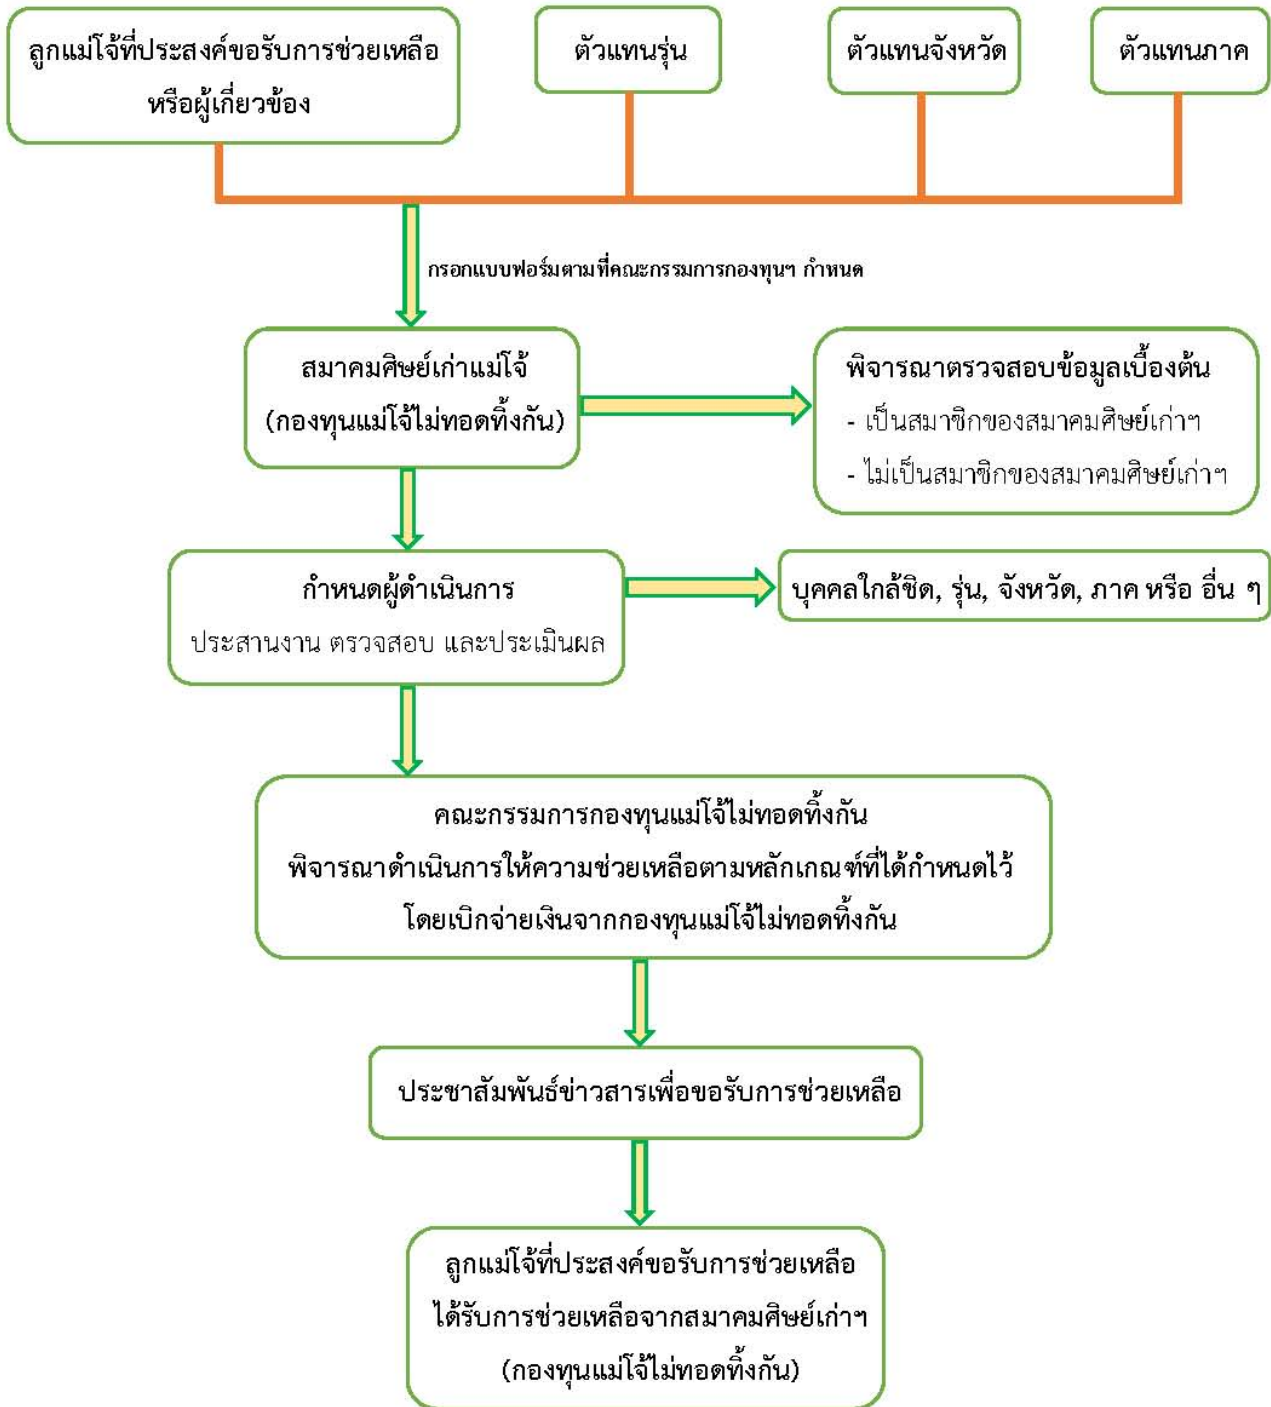 ลูกแม่โจ้ที่ประสงค์ขอรับการช่วยเหลือ
หรือผู้เกี่ยวข้อง
ตัวแทนรุ่น
ตัวแทนจังหวัด
ตัวแทนภาค
กรอกแบบฟอร์มตามที่คณะกรรมการกองทุนฯ กำหนด
สมาคมศิษย์เก่าแม่โจ้
(กองทุนแม่โจ้ไม่ทอดทิ้งกัน)
พิจารณาตรวจสอบข้อมูลเบื้องต้น
- เป็นสมาชิกของสมาคมศิษย์เก่าฯ
- ไม่เป็นสมาชิกของสมาคมศิษย์เก่าฯ
กำหนดผู้ดำเนินการ
ประสานงาน ตรวจสอบ และประเมินผล
บุคคลใกล้ชิด, รุ่น, จังหวัด, ภาค หรือ อื่น ๆ
คณะกรรมการกองทุนแม่โจ้ไม่ทอดทิ้งกัน
พิจารณาดำเนินการให้ความช่วยเหลือตามหลักเกณฑ์ที่ได้กำหนดไว้
โดยเบิกจ่ายเงินจากกองทุนแม่โจ้ไม่ทอดทิ้งกัน
ประชาสัมพันธ์ข่าวสารเพื่อขอรับการช่วยเหลือ
ลูกแม่โจ้ที่ประสงค์ขอรับการช่วยเหลือ
ได้รับการช่วยเหลือจากสมาคมศิษย์เก่าฯ
(กองทุนแม่โจ้ไม่ทอดทิ้งกัน)